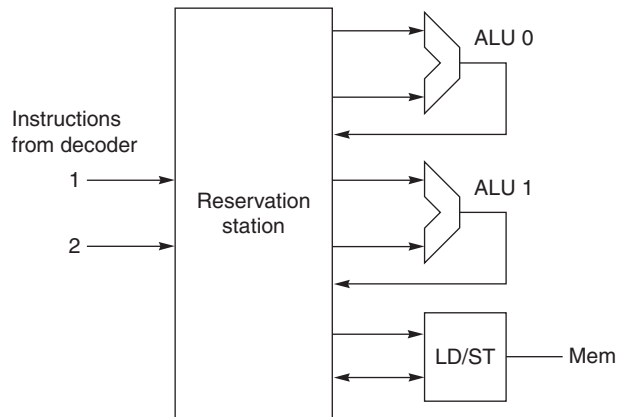 ALU 0
Instructions
from decoder
1
2
Reservation
station
ALU 1
LD/ST
Mem